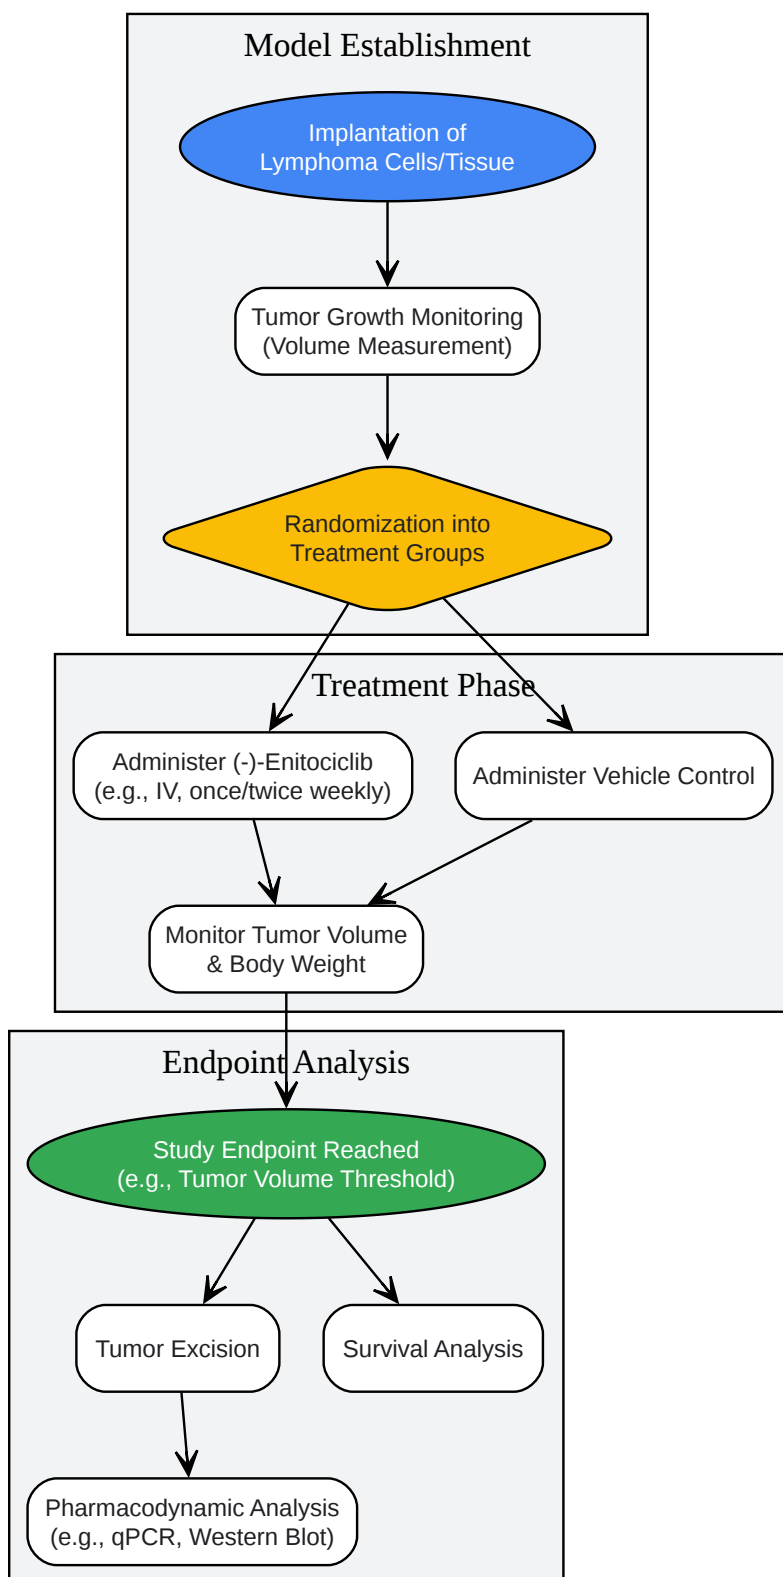 Model Establishment
Implantation of
Lymphoma Cells/Tissue
Tumor Growth Monitoring
(Volume Measurement)
Randomization into
Treatment Groups
Treatment Phase
Administer (-)-Enitociclib
(e.g., IV, once/twice weekly)
Administer Vehicle Control
Monitor Tumor Volume
& Body Weight
Endpoint Analysis
Study Endpoint Reached
(e.g., Tumor Volume Threshold)
Tumor Excision
Survival Analysis
Pharmacodynamic Analysis
(e.g., qPCR, Western Blot)